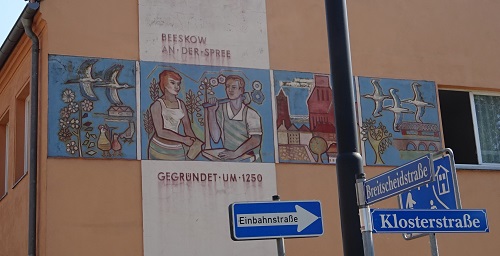 BEESKOW
AN·DER·SPREE
GEGRÜNDET·UM·1250
Breitscheidstraße
Einbahnstraße
Klosterstraße